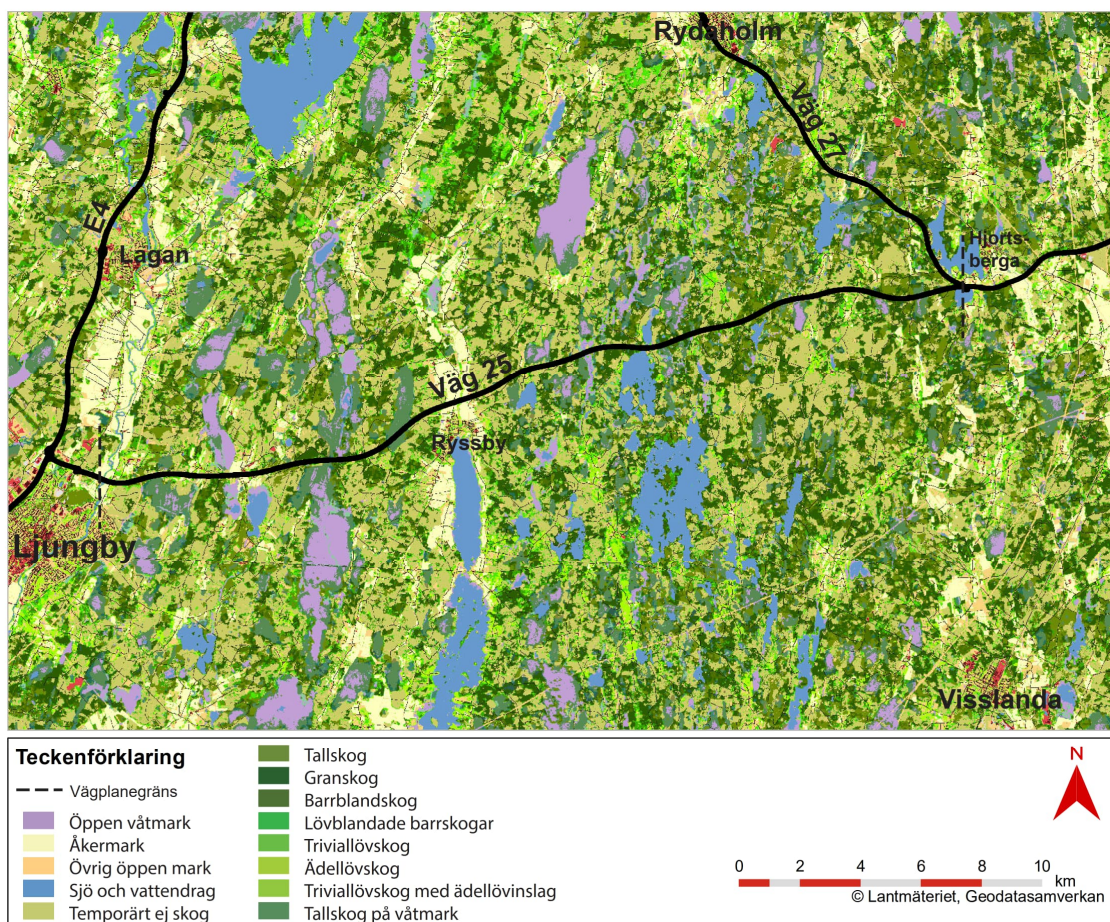 Rydaholm
Väg 27
E4
Lagan
Hjorts-
berga
Väg 25
Ryssby
Ljungby
Visslanda
Teckenförklaring
Vägplanegräns
Öppen våtmark
Åkermark
Övrig öppen mark
Sjö och vattendrag
Temporärt ej skog
Tallskog
Granskog
Barrblandskog
Lövblandade barrskogar
Triviallövskog
Ädellövskog
Triviallövskog med ädellövinslag
Tallskog på våtmark
N
0 2 4 6 8 10
km
© Lantmäteriet, Geodatasamverkan